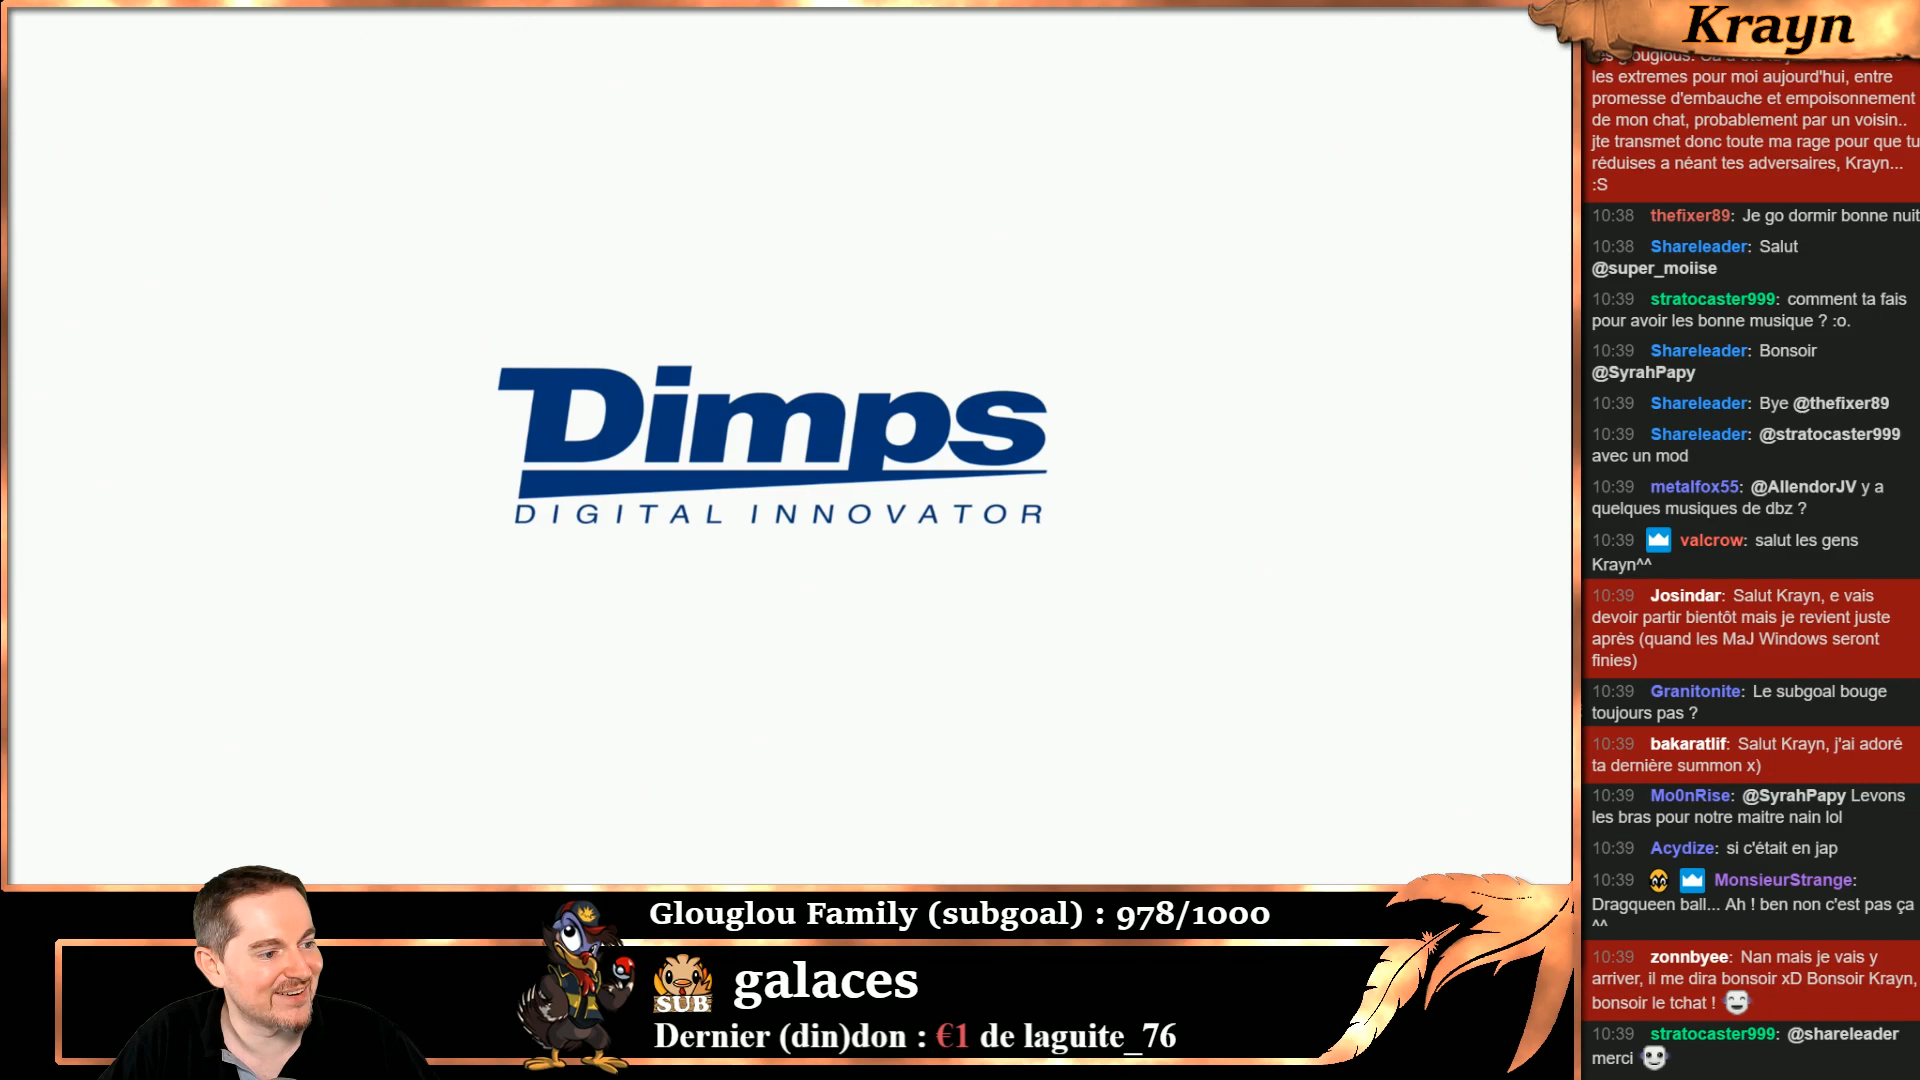 Krayn
les extremes pour moi aujourd'hui, entre
promesse d'embauche et empoisonnement
de mon chat, probablement par un voisin..
jte transmet donc toute ma rage pour que tu
réduises a néant tes adversaires, Krayn...
:S
10:38 thefixer89: Je go dormir bonne nuit
10:38 Shareleader: Salut
@super_moiise
10:39 stratocaster999: comment ta fais
pour avoir les bonne musique ? :o.
10:39 Shareleader: Bonsoir
@SyrahPapy
10:39 Shareleader: Bye @thefixer89
10:39 Shareleader: @stratocaster999
avec un mod
10:39 metalfox55: @AllendorJV y a
quelques musiques de dbz ?
10:39 valcrow: salut les gens
Krayn^^
10:39 Josindar: Salut Krayn, e vais
devoir partir bientôt mais je revient juste
après (quand les MaJ Windows seront
finies)
10:39 Granitonite: Le subgoal bouge
toujours pas ?
10:39 bakaratlif: Salut Krayn, j'ai adoré
ta dernière summon x)
10:39 Mo0nRise: @SyrahPapy Levons
les bras pour notre maitre nain lol
10:39 Acydize: si c'était en jap
10:39 MonsieurStrange:
Dragqueen ball... Ah ! ben non c'est pas ça
^^
10:39 zonnbyee: Nan mais je vais y
arriver, il me dira bonsoir xD Bonsoir Krayn,
bonsoir le tchat !
10:39 stratocaster999: @shareleader
merci
Dimps
DIGITAL INNOVATOR
Glouglou Family (subgoal) : 978/1000
SUB
galaces
Dernier (din)don : €1 de laguite_76